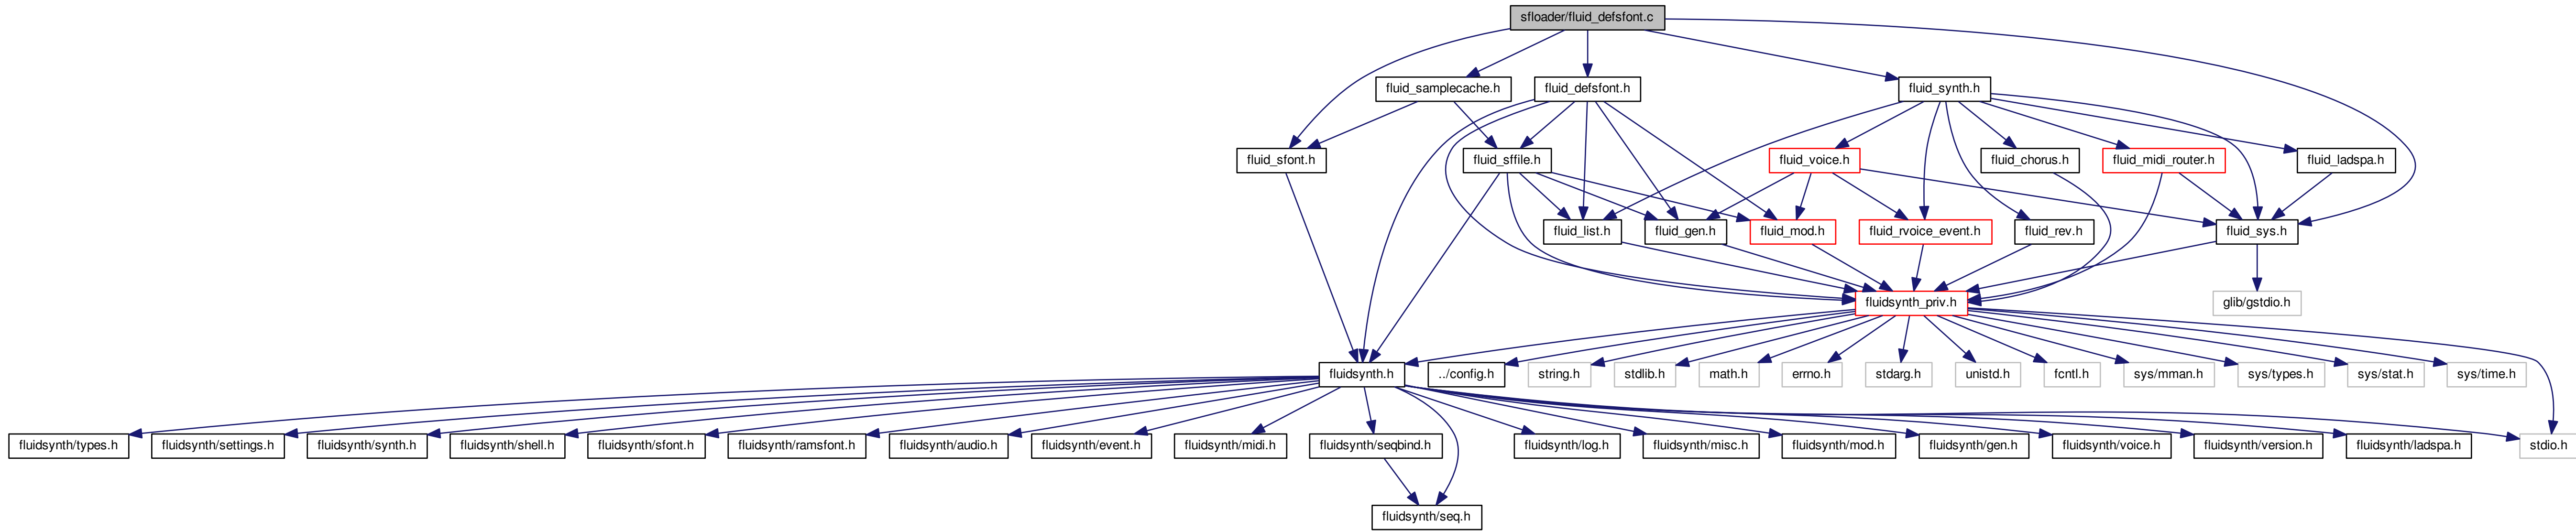 sfloader/fluid_defsfont.c
fluid_samplecache.h
fluid_defsfont.h
fluid_synth.h
fluid_sfont.h
fluid_sffile.h
fluid_voice.h
fluid_chorus.h
fluid_midi_router.h
fluid_ladspa.h
fluid_list.h
fluid_gen.h
fluid_mod.h
fluid_rvoice_event.h
fluid_rev.h
fluid_sys.h
fluidsynth_priv.h
glib/gstdio.h
fluidsynth.h
../config.h
string.h
stdlib.h
math.h
errno.h
stdarg.h
unistd.h
fcntl.h
sys/mman.h
sys/types.h
sys/stat.h
sys/time.h
fluidsynth/types.h
fluidsynth/settings.h
fluidsynth/synth.h
fluidsynth/shell.h
fluidsynth/sfont.h
fluidsynth/ramsfont.h
fluidsynth/audio.h
fluidsynth/event.h
fluidsynth/midi.h
fluidsynth/seqbind.h
fluidsynth/log.h
fluidsynth/misc.h
fluidsynth/mod.h
fluidsynth/gen.h
fluidsynth/voice.h
fluidsynth/version.h
fluidsynth/ladspa.h
stdio.h
fluidsynth/seq.h